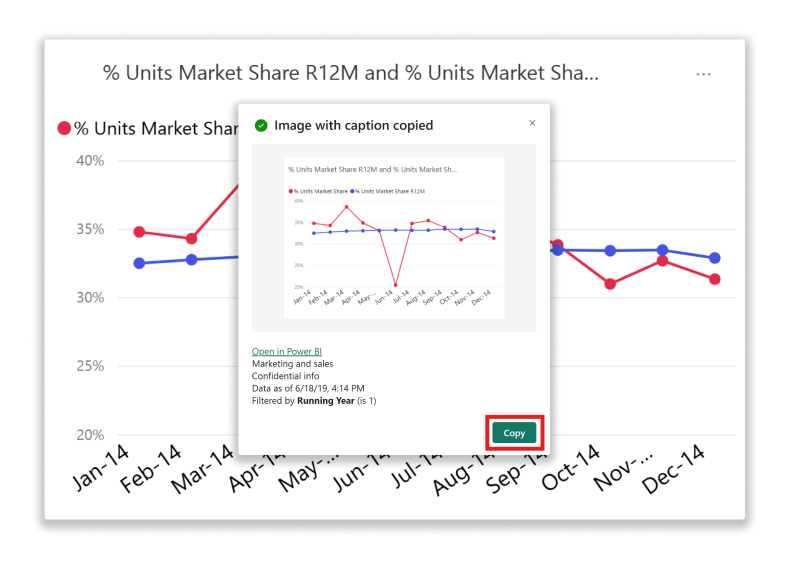 % Units Market Share R12M and % Units Market Sha...
...
% Units Market Shar
40%
35%
30%
25%
20%
Jan-14
Feb-14
Mar-14
Apr-14
May-...
Jun-14
Jul-14
Aug-14
Sep-14
Oct-14
Nov-...
Dec-14
Image with caption copied
% Units Market Share R12M and % Units Market Sh...
% Units Market Share % Units Market Share R12M
40%
35%
30%
25%
20%
Jan-14
Feb-14
Mar-14
Apr-14
May-...
Jun-14
Jul-14
Aug-14
Sep-14
Oct-14
Nov-14
Dec-14
Open in Power BI
Marketing and sales
Confidential info
Data as of 6/18/19, 4:14 PM
Filtered by Running Year (is 1)
Copy